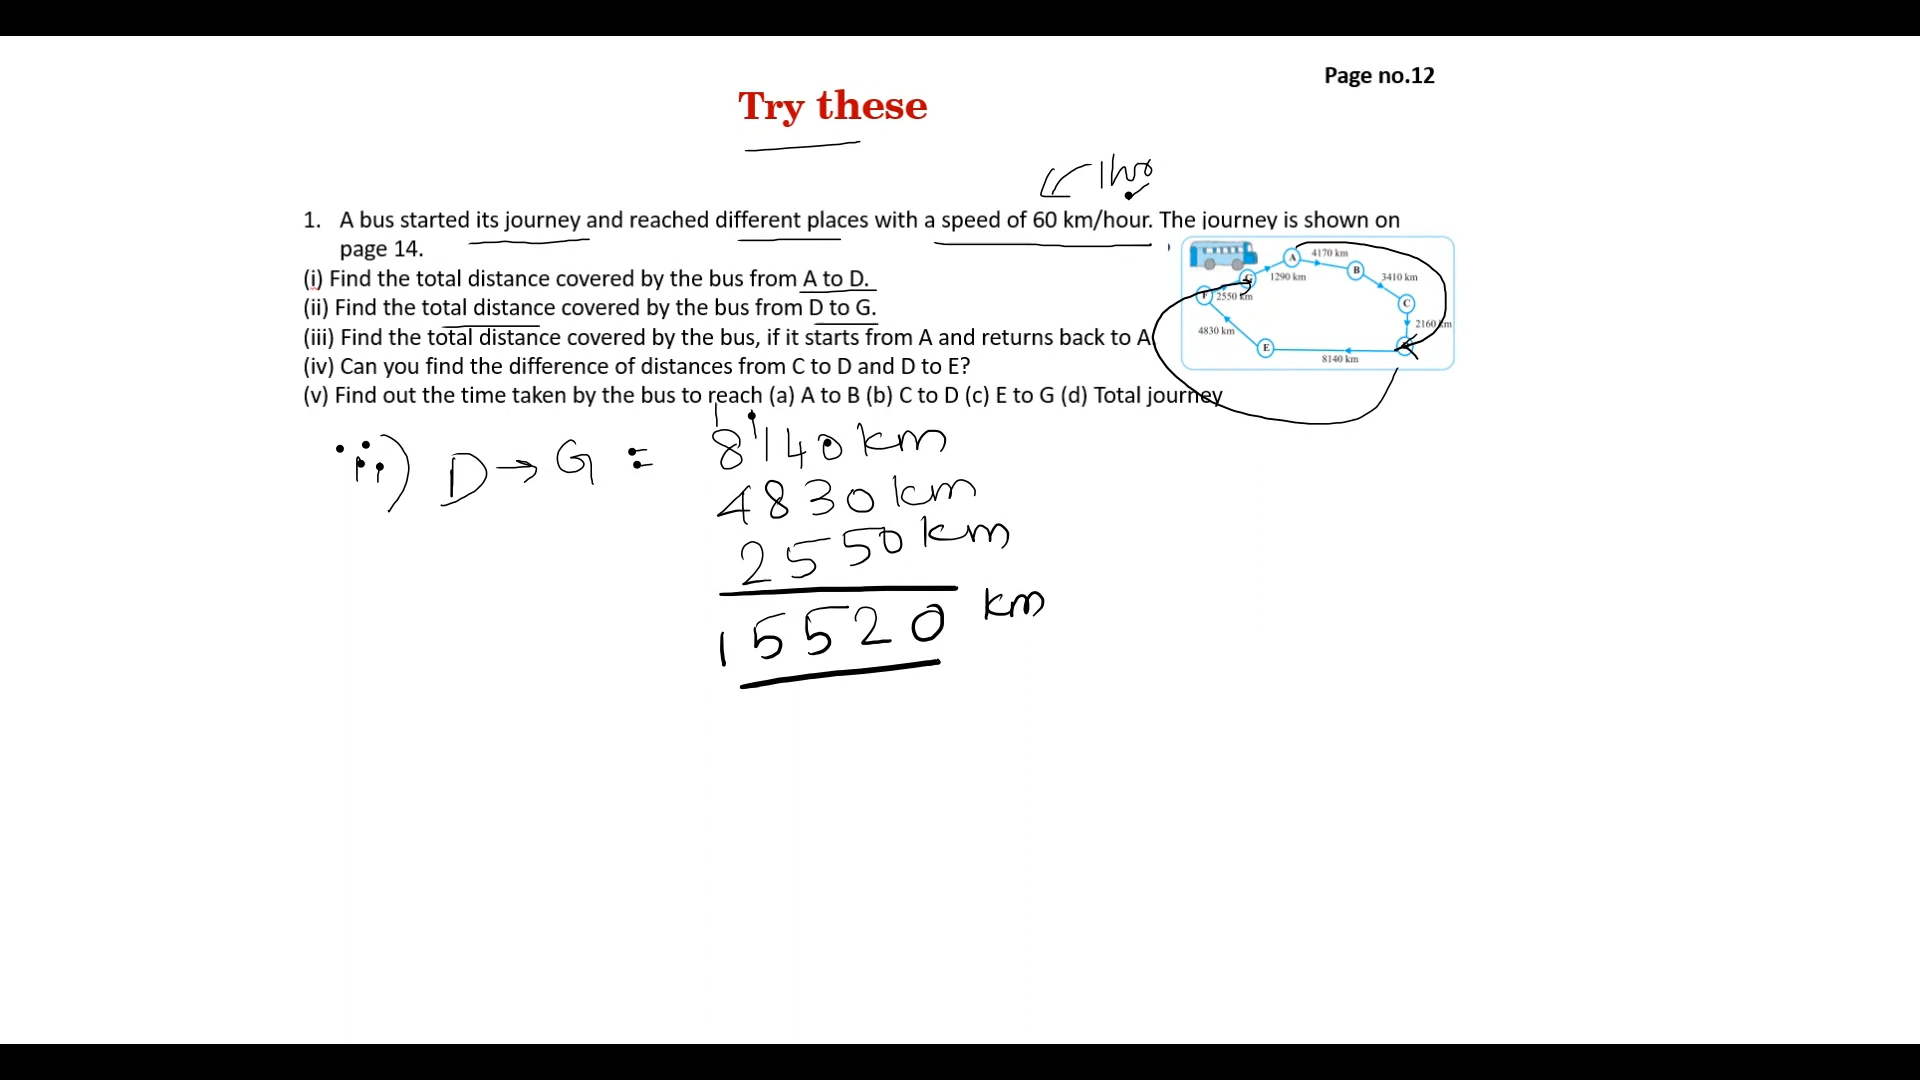 Page no.12
Try these
1hr
1. A bus started its journey and reached different places with a speed of 60 km/hour. The journey is shown on
page 14.
(i) Find the total distance covered by the bus from A to D.
(ii) Find the total distance covered by the bus from D to G.
(iii) Find the total distance covered by the bus, if it starts from A and returns back to A
(iv) Can you find the difference of distances from C to D and D to E?
(v) Find out the time taken by the bus to reach (a) A to B (b) C to D (c) E to G (d) Total journey
A 4170 km
B 3410 km
G 1290 km
F 2550 km
C
2160 km
4830 km
E
8140 km
ii) D → G = 8140 km
4830 km
2550 km
15520 km